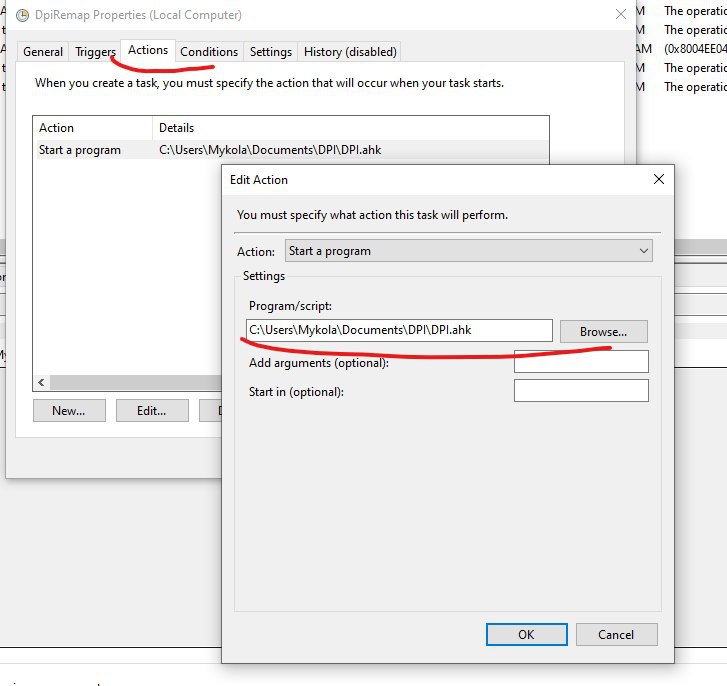 DpiRemap Properties (Local Computer)
General Triggers Actions Conditions Settings History (disabled)
When you create a task, you must specify the action that will occur when your task starts.
Action Details
Start a program C:\Users\Mykola\Documents\DPI\DPI.ahk
New... Edit...
Edit Action
You must specify what action this task will perform.
Action: Start a program
Settings
Program/script:
C:\Users\Mykola\Documents\DPI\DPI.ahk Browse...
Add arguments (optional):
Start in (optional):
OK Cancel
M The operatio
M The operatio
AM (0x8004EE04
M The operatio
M The operatio